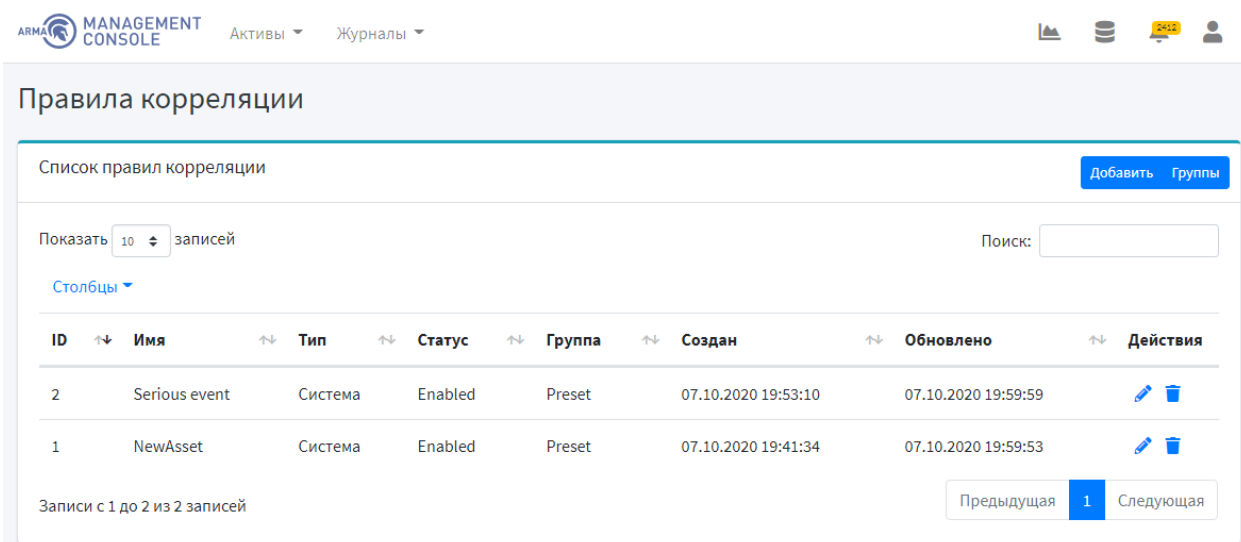 ARMA MANAGEMENT CONSOLE Активы Журналы 2412
Правила корреляции
Список правил корреляции Добавить Группы
Показать 10 записей Поиск:
Столбцы
ID Имя Тип Статус Группа Создан Обновлено Действия
2 Serious event Система Enabled Preset 07.10.2020 19:53:10 07.10.2020 19:59:59
1 NewAsset Система Enabled Preset 07.10.2020 19:41:34 07.10.2020 19:59:53
Записи с 1 до 2 из 2 записей Предыдущая 1 Следующая